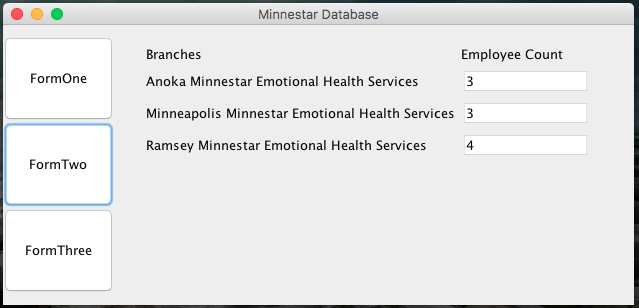 Minnestar Database
FormOne
FormTwo
FormThree
Branches Employee Count
Anoka Minnestar Emotional Health Services 3
Minneapolis Minnestar Emotional Health Services 3
Ramsey Minnestar Emotional Health Services 4